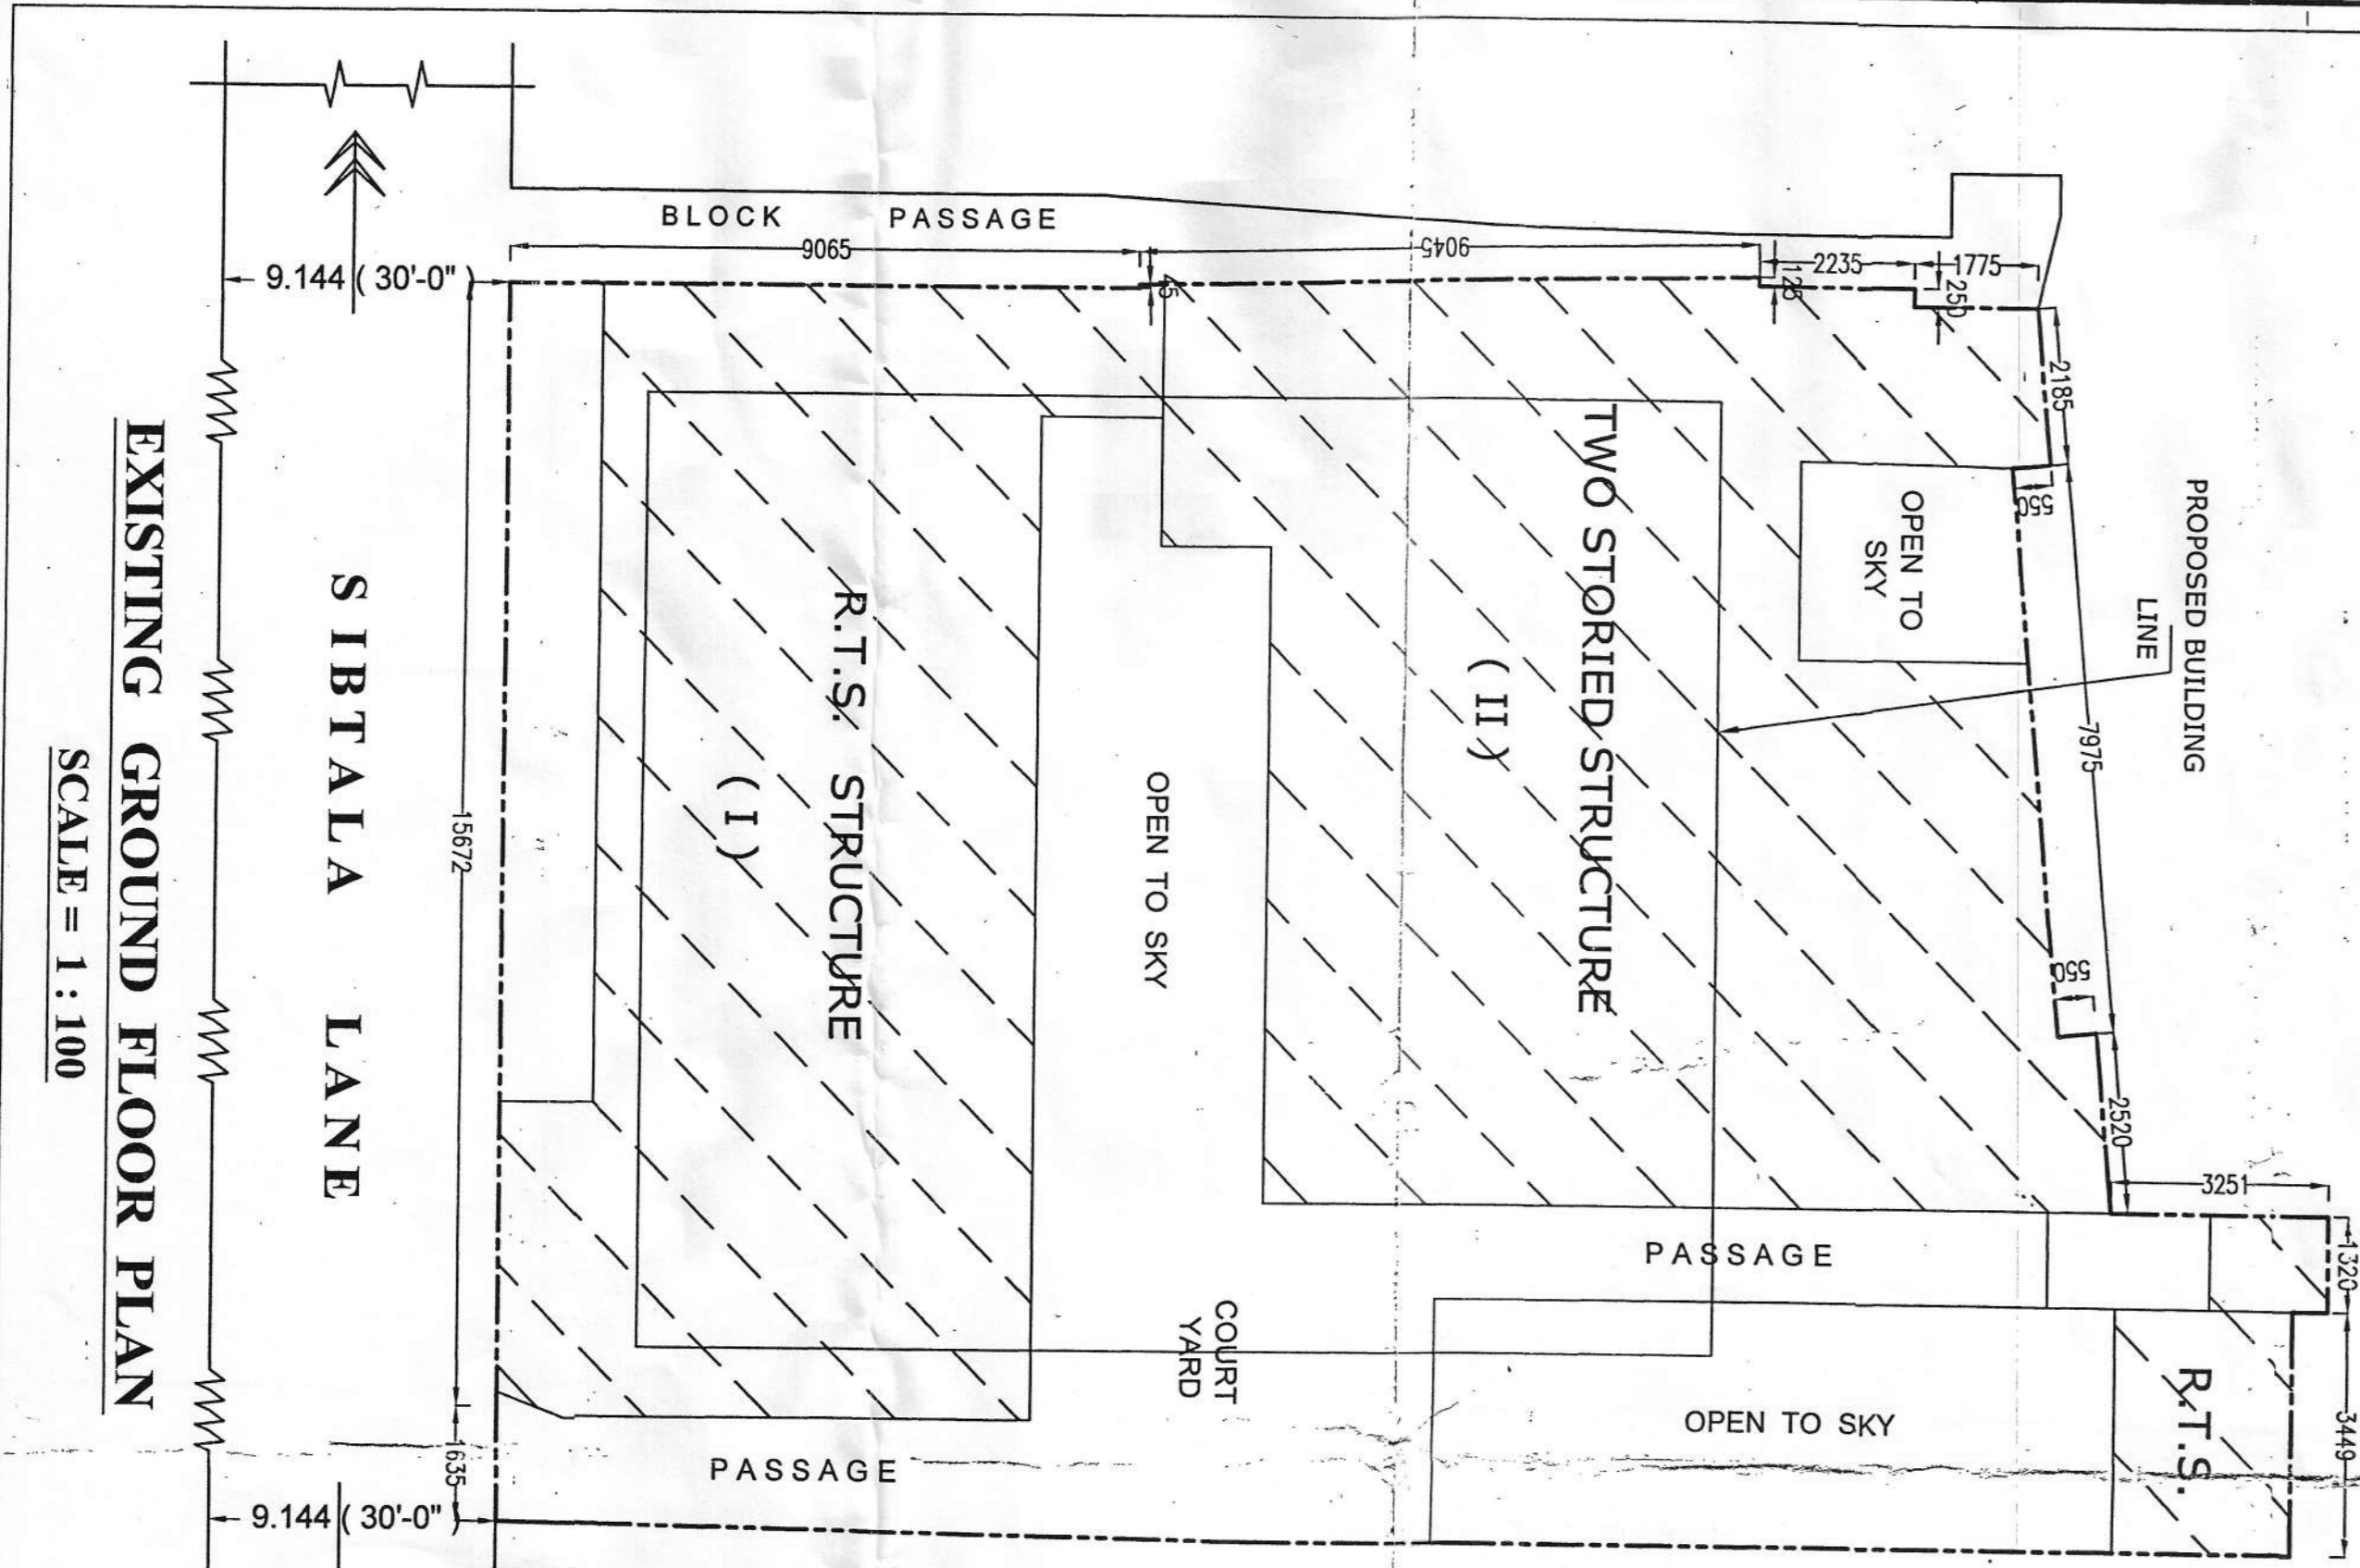 BLOCK PASSAGE
9065
9045
2235
1775
45
125
250
9.144 ( 30'-0" )
2185
550
7975
550
2520
3251
1320
3449
PROPOSED BUILDING
LINE
OPEN TO
SKY
TWO STORIED STRUCTURE
( II )
OPEN TO SKY
R.T.S. STRUCTURE
( I )
15672
1635
SIBTALA LANE
EXISTING GROUND FLOOR PLAN
SCALE = 1 : 100
PASSAGE
COURT
YARD
OPEN TO SKY
R.T.S.
PASSAGE
9.144 ( 30'-0" )